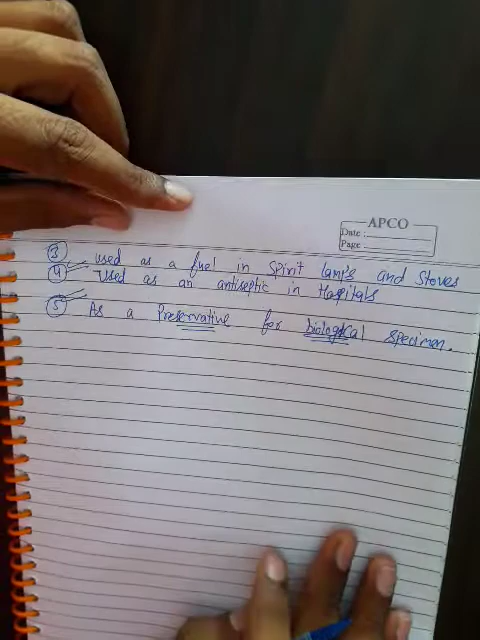 APCO
Date :
Page :
③ used as a fuel in Spirit lamps and Stoves
④ Used as an antiseptic in Hospitals
⑤ As a Preservative for biological specimen.